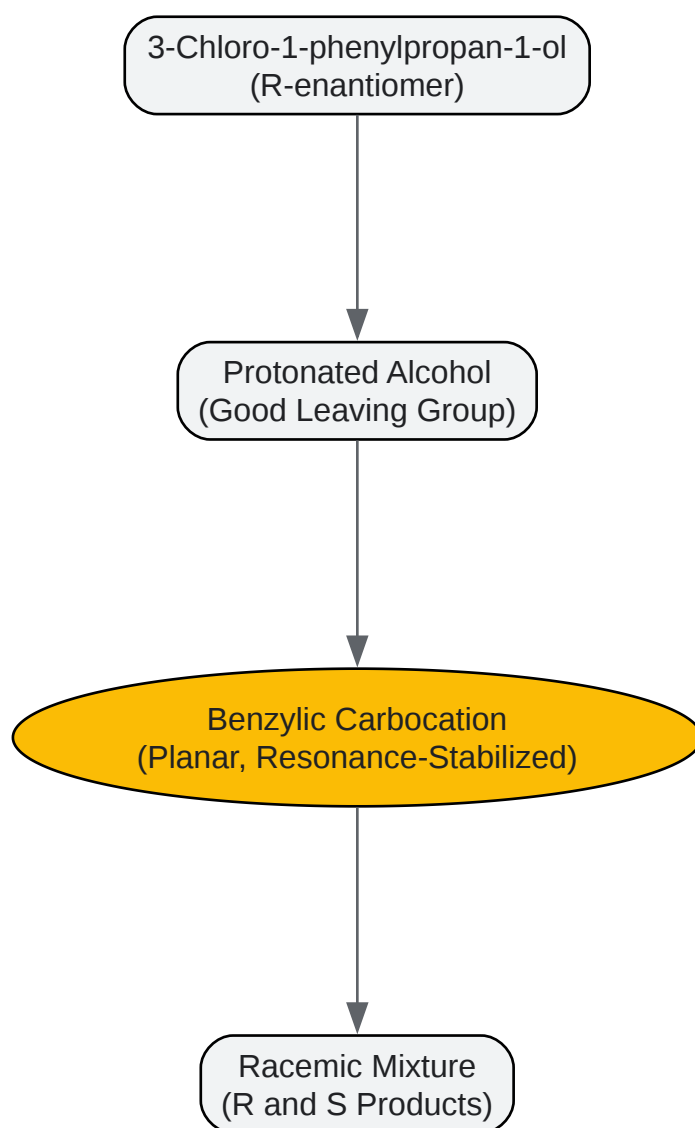 3-Chloro-1-phenylpropan-1-ol
(R-enantiomer)
Protonated Alcohol
(Good Leaving Group)
Benzylic Carbocation
(Planar, Resonance-Stabilized)
Racemic Mixture
(R and S Products)